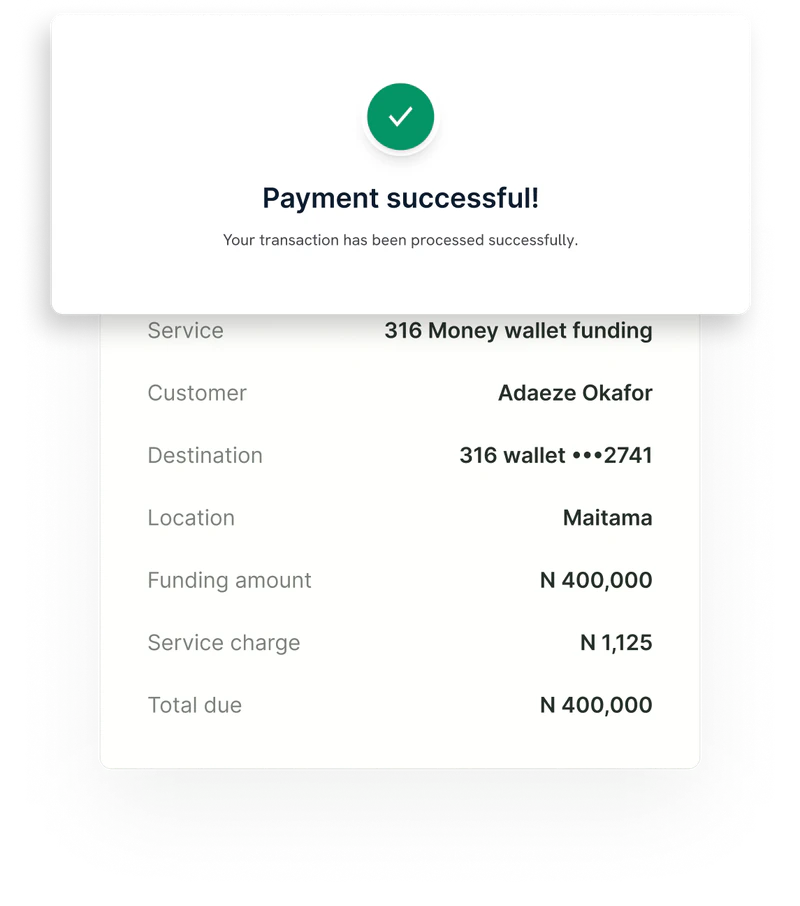 Payment successful!
Your transaction has been processed successfully.
Service 316 Money wallet funding
Customer Adaeze Okafor
Destination 316 wallet •••2741
Location Maitama
Funding amount N 400,000
Service charge N 1,125
Total due N 400,000